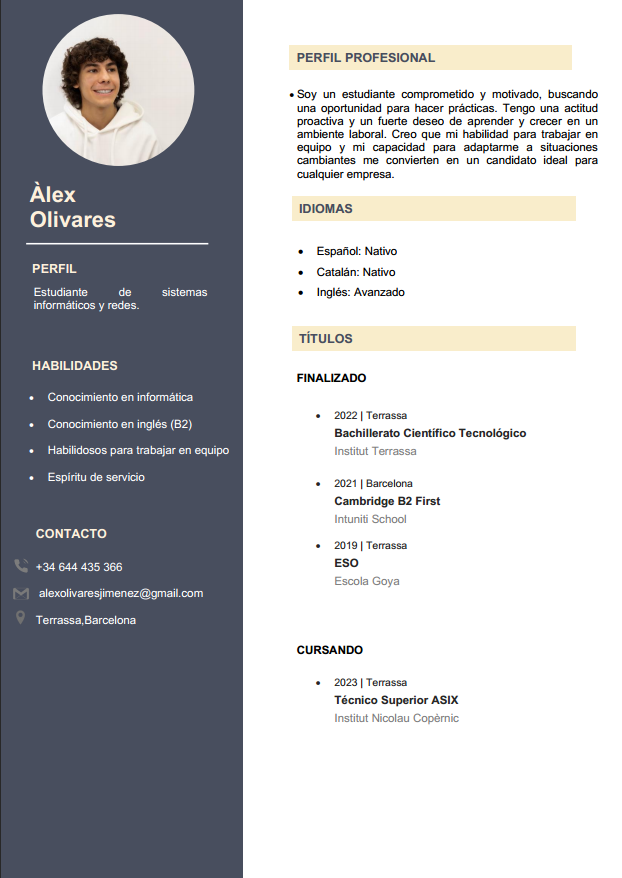 Àlex
Olivares
PERFIL
Estudiante de sistemas
informáticos y redes.
HABILIDADES
• Conocimiento en informática
• Conocimiento en inglés (B2)
• Habilidosos para trabajar en equipo
• Espíritu de servicio
CONTACTO
+34 644 435 366
alexolivaresjimenez@gmail.com
Terrassa,Barcelona
PERFIL PROFESIONAL
• Soy un estudiante comprometido y motivado, buscando
una oportunidad para hacer prácticas. Tengo una actitud
proactiva y un fuerte deseo de aprender y crecer en un
ambiente laboral. Creo que mi habilidad para trabajar en
equipo y mi capacidad para adaptarme a situaciones
cambiantes me convierten en un candidato ideal para
cualquier empresa.
IDIOMAS
• Español: Nativo
• Catalán: Nativo
• Inglés: Avanzado
TÍTULOS
FINALIZADO
• 2022 | Terrassa
Bachillerato Científico Tecnológico
Institut Terrassa
• 2021 | Barcelona
Cambridge B2 First
Intuniti School
• 2019 | Terrassa
ESO
Escola Goya
CURSANDO
• 2023 | Terrassa
Técnico Superior ASIX
Institut Nicolau Copèrnic